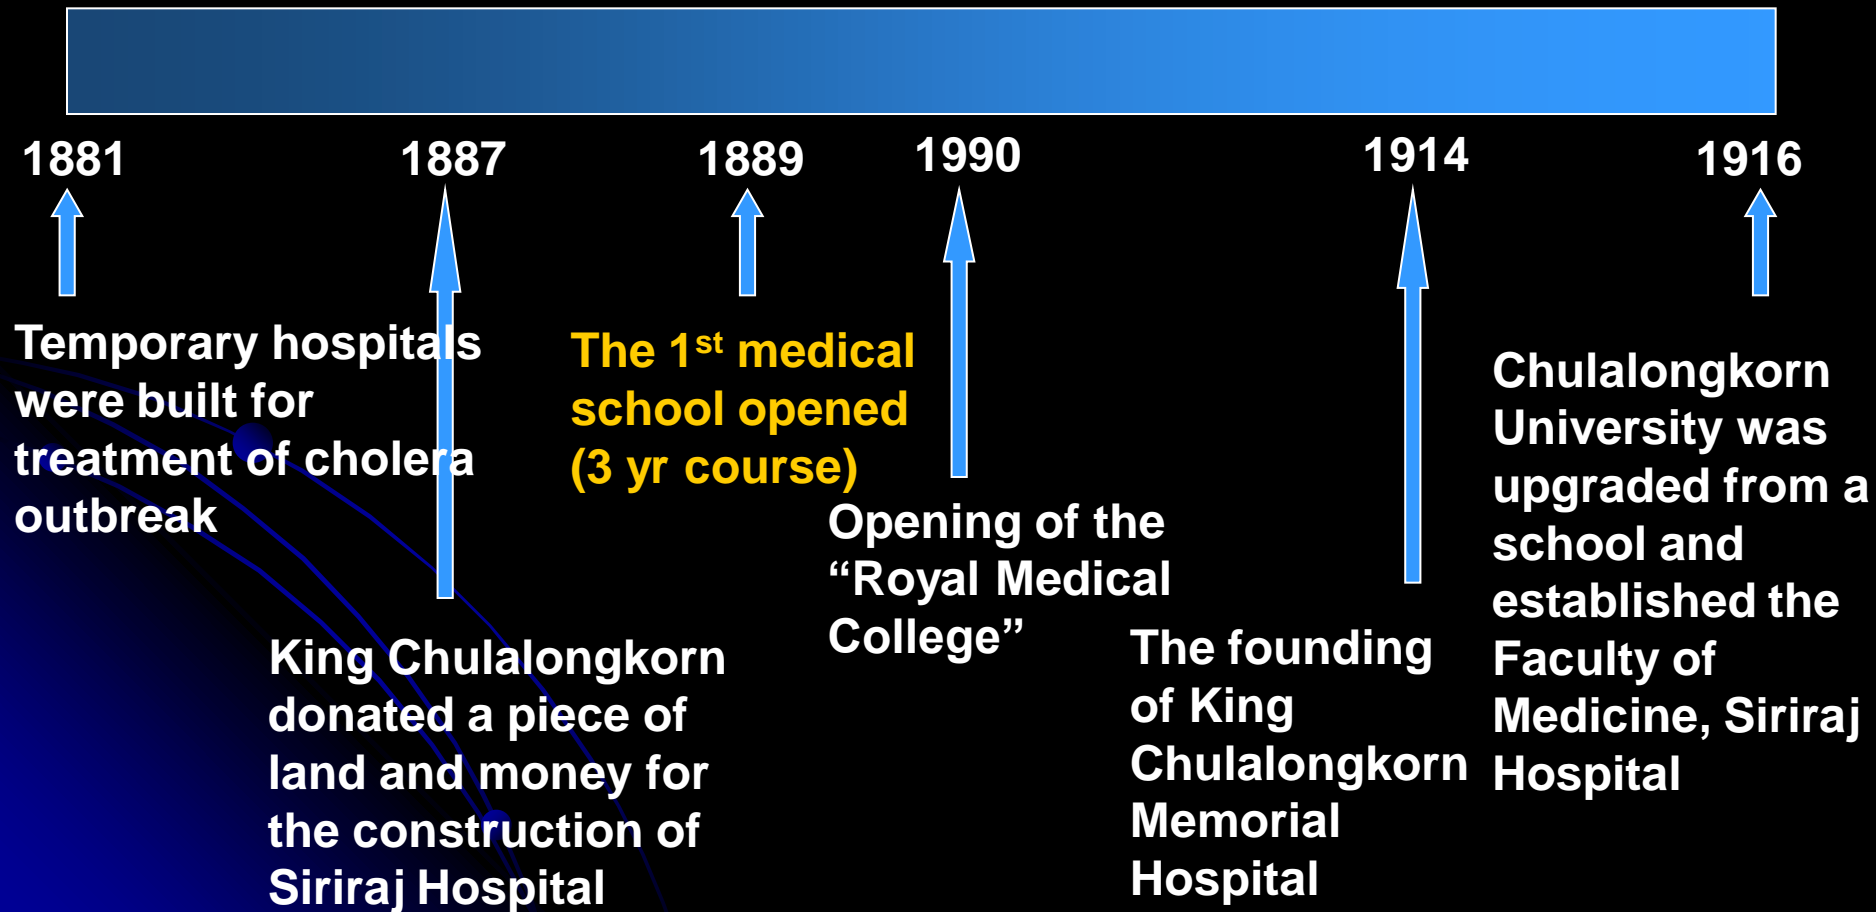 1881
1887
1889
1990
1914
1916
Temporary hospitals
were built for
treatment of cholera
outbreak
King Chulalongkorn
donated a piece of
land and money for
the construction of
Siriraj Hospital
The 1st medical
school opened
(3 yr course)
Opening of the
“Royal Medical
College”
The founding
of King
Chulalongkorn
Memorial
Hospital
Chulalongkorn
University was
upgraded from a
school and
established the
Faculty of
Medicine, Siriraj
Hospital